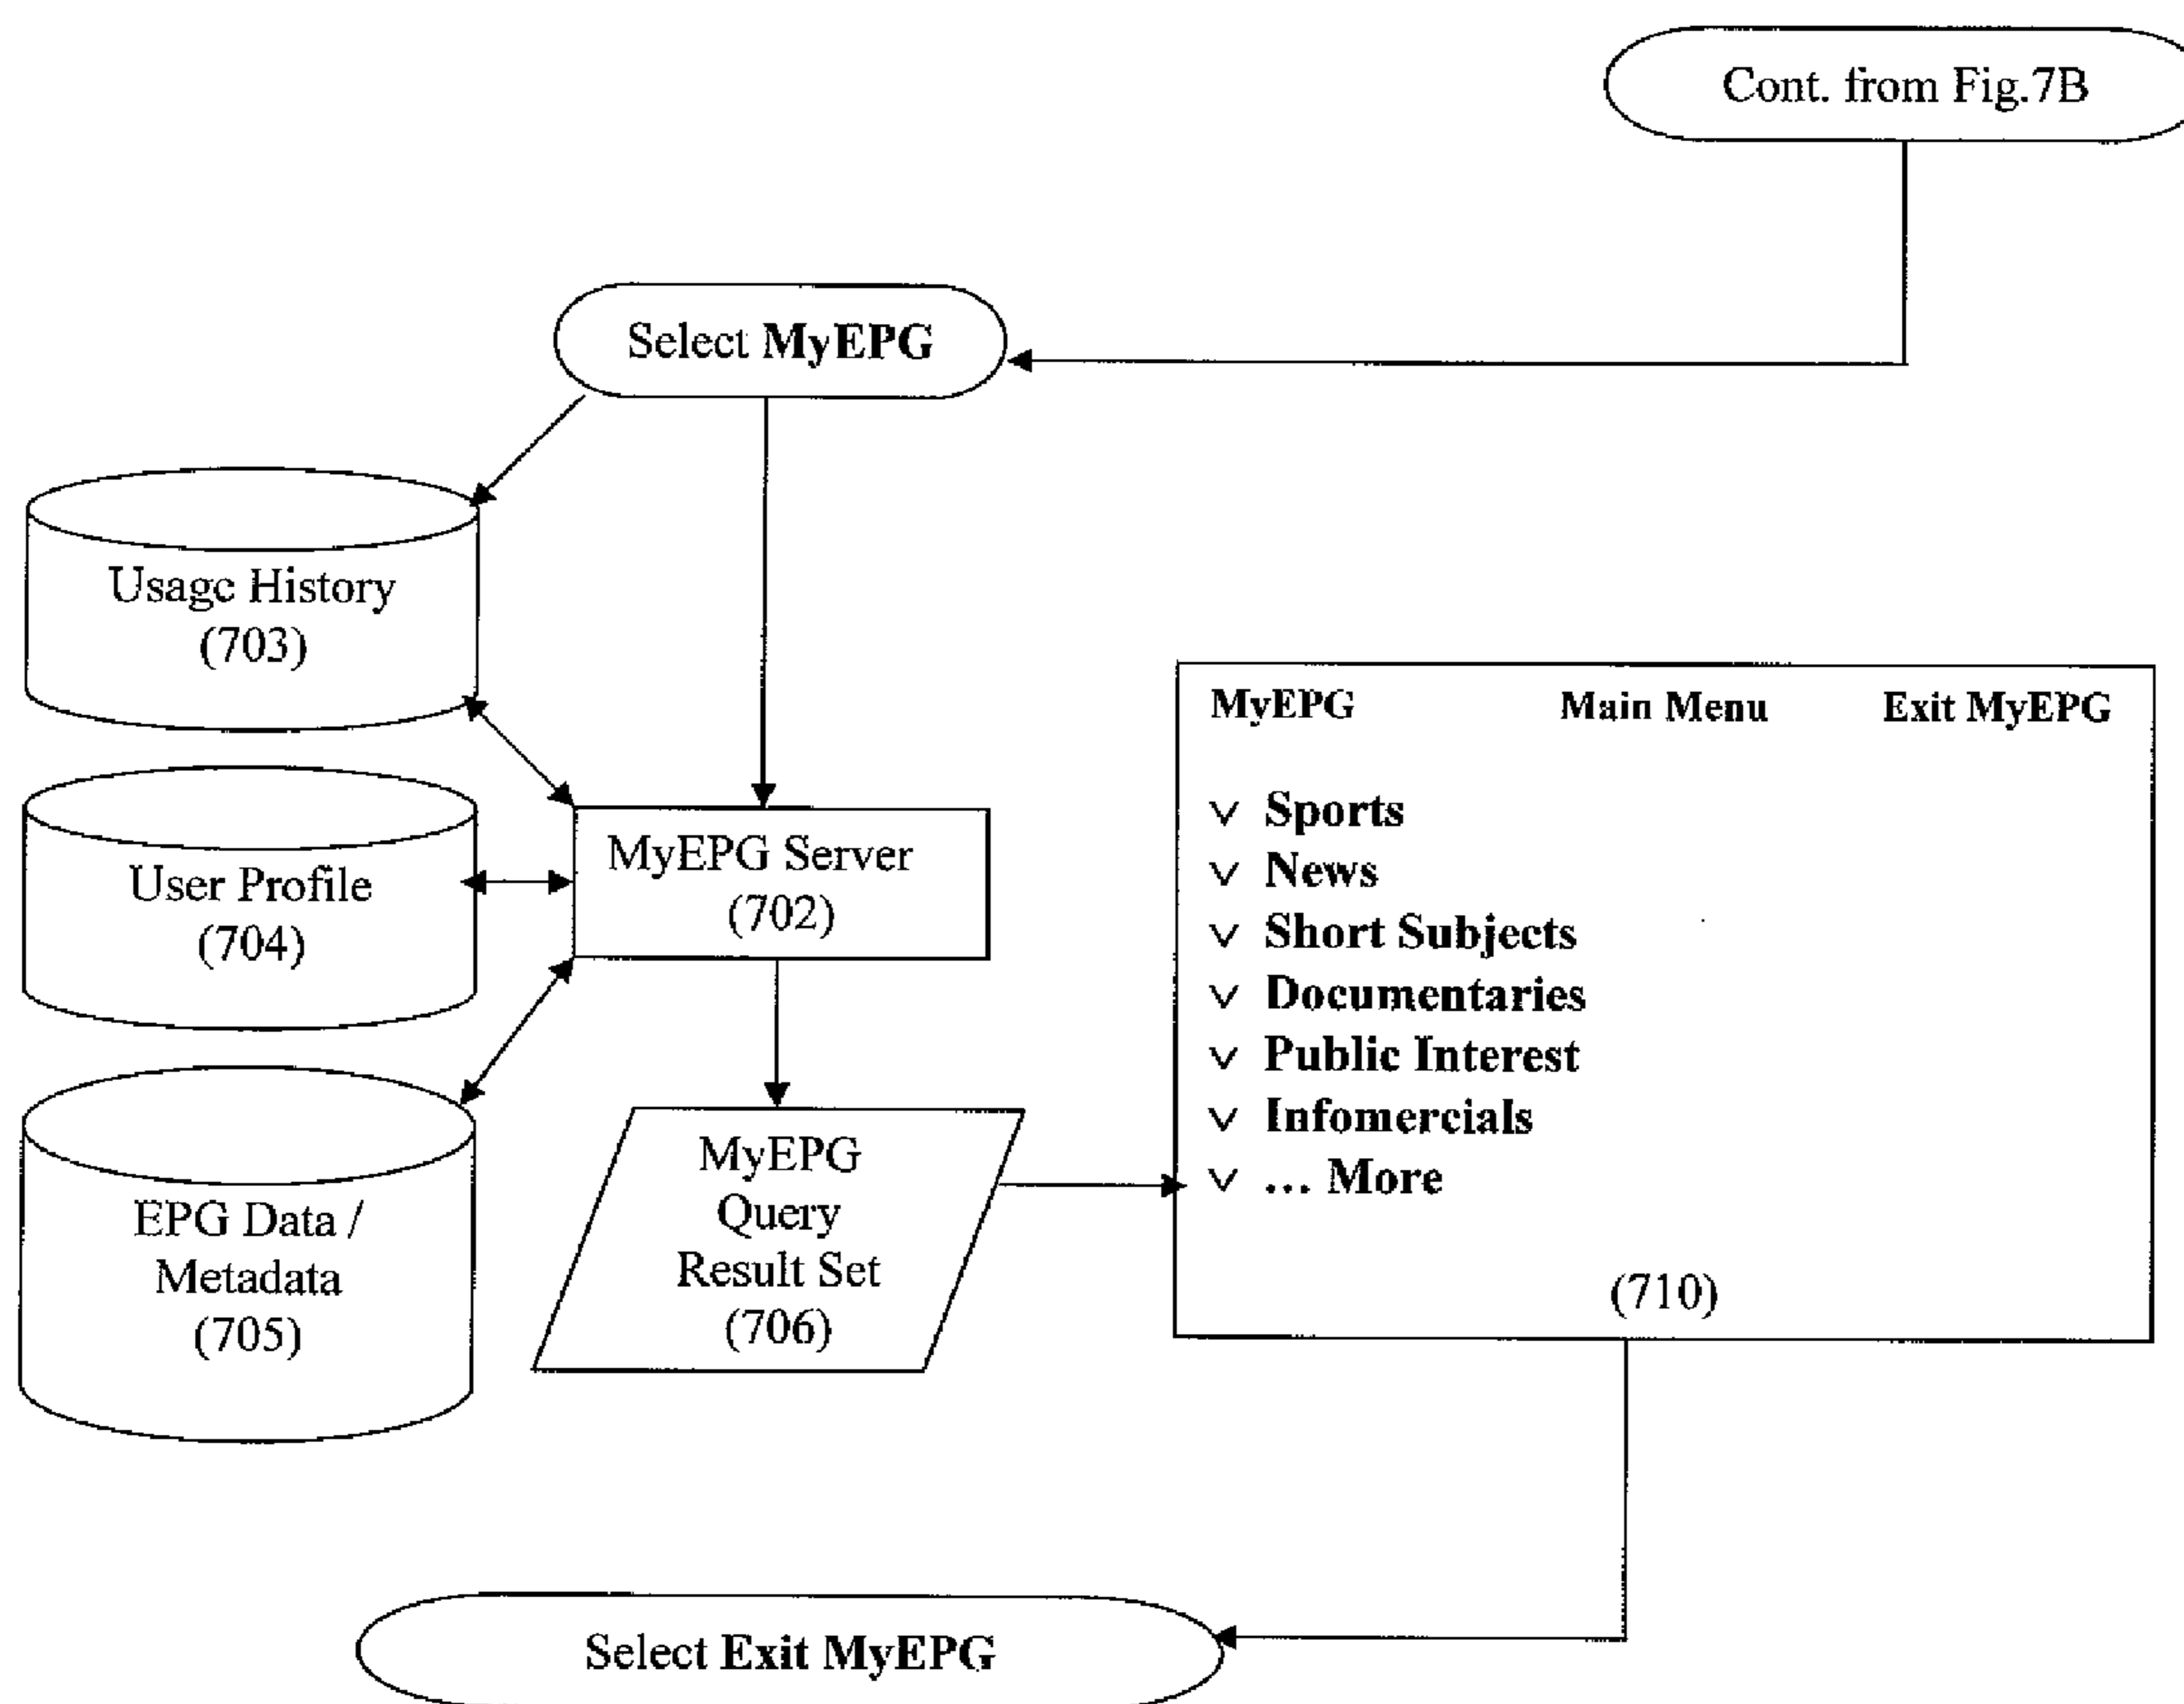 Cont. from Fig.7B
Select MyEPG
Usage History
(703)
MyEPG Main Menu Exit MyEPG
Sports
News
Short Subjects
Documentaries
Public Interest
Infomercials
... More
(710)
MyEPG Server
(702)
User Profile
(704)
EPG Data /
Metadata
(705)
MyEPG
Query
Result Set
(706)
Select Exit MyEPG